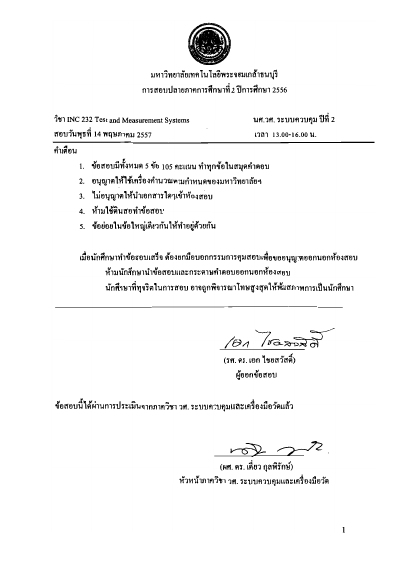 มหาวิทยาลัยเทคโนโลยีพระจอมเกล้าธนบุรี
การสอบปลายภาคการศึกษาที่ 2 ปีการศึกษา 2556
วิชา INC 232 Test and Measurement Systems นศ.วศ. ระบบควบคุม ปีที่ 2
สอบวันพุธที่ 14 พฤษภาคม 2557 เวลา 13.00-16.00 น.
คำเตือน
1. ข้อสอบมีทั้งหมด 5 ข้อ 105 คะแนน ทำทุกข้อในสมุดคำตอบ
2. อนุญาตให้ใช้เครื่องคำนวณตามกำหนดของมหาวิทยาลัยฯ
3. ไม่อนุญาตให้นำเอกสารใดๆเข้าห้องสอบ
4. ห้ามใช้ดินสอทำข้อสอบ
5. ข้อย่อยในข้อใหญ่เดียวกันให้ทำอยู่ด้วยกัน
เมื่อนักศึกษาทำข้อสอบเสร็จ ต้องยกมือบอกกรรมการคุมสอบเพื่อขออนุญาตออกนอกห้องสอบ
ห้ามนักศึกษานำข้อสอบและกระดาษคำตอบออกนอกห้องสอบ
นักศึกษาที่ทุจริตในการสอบ อาจถูกพิจารณาโทษสูงสุดให้พ้นสภาพการเป็นนักศึกษา
เอก ไชยสวัสดิ์
(รศ. ดร. เอก ไชยสวัสดิ์)
ผู้ออกข้อสอบ
ข้อสอบนี้ได้ผ่านการประเมินจากภาควิชา วศ. ระบบควบคุมและเครื่องมือวัดแล้ว
(ผศ. ดร. เดี่ยว กุลพิรักษ์)
หัวหน้าภาควิชา วศ. ระบบควบคุมและเครื่องมือวัด
1